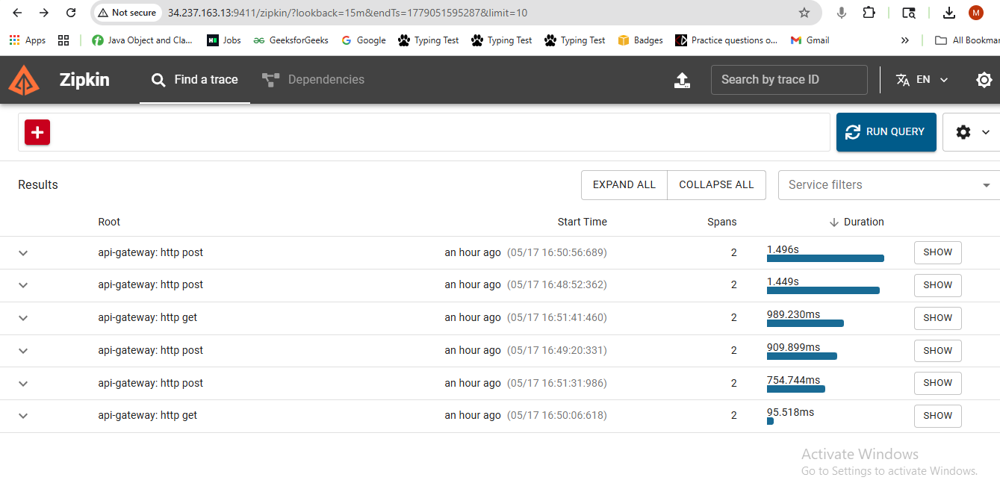 Not secure 34.237.163.13:9411/zipkin/?lookback=15m&endTs=1779051595287&limit=10 M
Apps Java Object and Cla... Jobs GeeksforGeeks Google Typing Test Typing Test Typing Test Badges Practice questions o... Gmail » All Bookmar
Zipkin Find a trace Dependencies Search by trace ID EN
RUN QUERY
Results EXPAND ALL COLLAPSE ALL Service filters
Root Start Time Spans Duration
api-gateway: http post an hour ago (05/17 16:50:56:689) 2 1.496s SHOW
api-gateway: http post an hour ago (05/17 16:48:52:362) 2 1.449s SHOW
api-gateway: http get an hour ago (05/17 16:51:41:460) 2 989.230ms SHOW
api-gateway: http post an hour ago (05/17 16:49:20:331) 2 909.899ms SHOW
api-gateway: http post an hour ago (05/17 16:51:31:986) 2 754.744ms SHOW
api-gateway: http get an hour ago (05/17 16:50:06:618) 2 95.518ms SHOW
Activate Windows
Go to Settings to activate Windows.